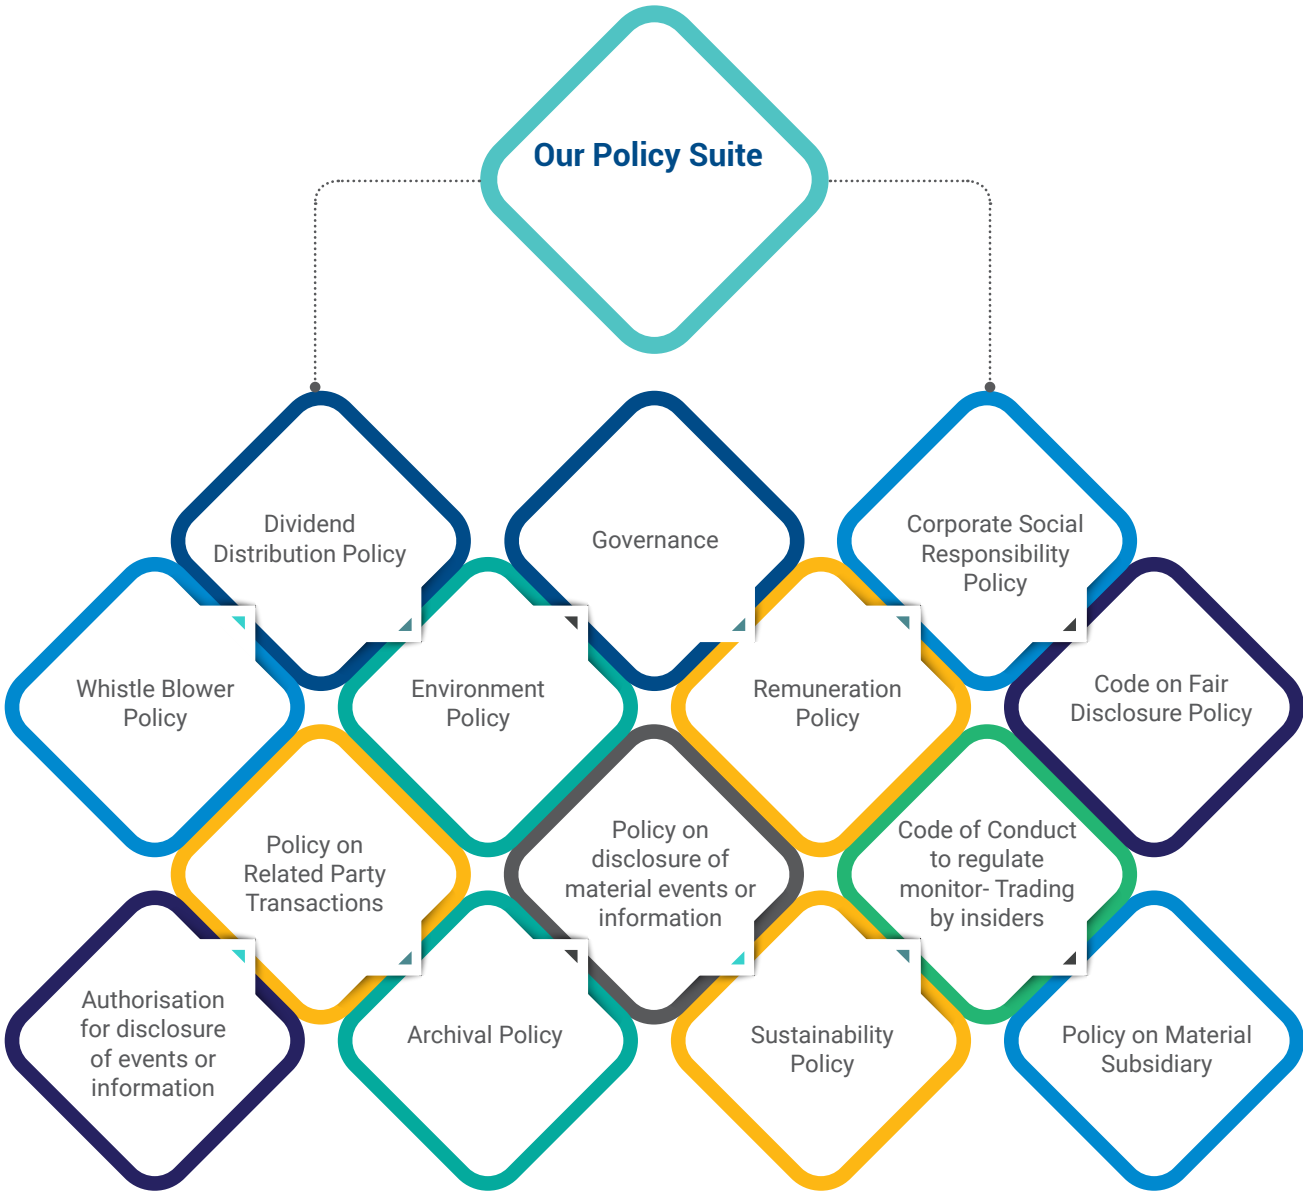 Our Policy Suite
Dividend
Distribution Policy
Governance
Corporate Social
Responsibility
Policy
Whistle Blower
Policy
Environment
Policy
Remuneration
Policy
Code on Fair
Disclosure Policy
Policy on
Related Party
Transactions
Policy on
disclosure of
material events or
information
Code of Conduct
to regulate
monitor- Trading
by insiders
Authorisation
for disclosure
of events or
information
Archival Policy
Sustainability
Policy
Policy on Material
Subsidiary